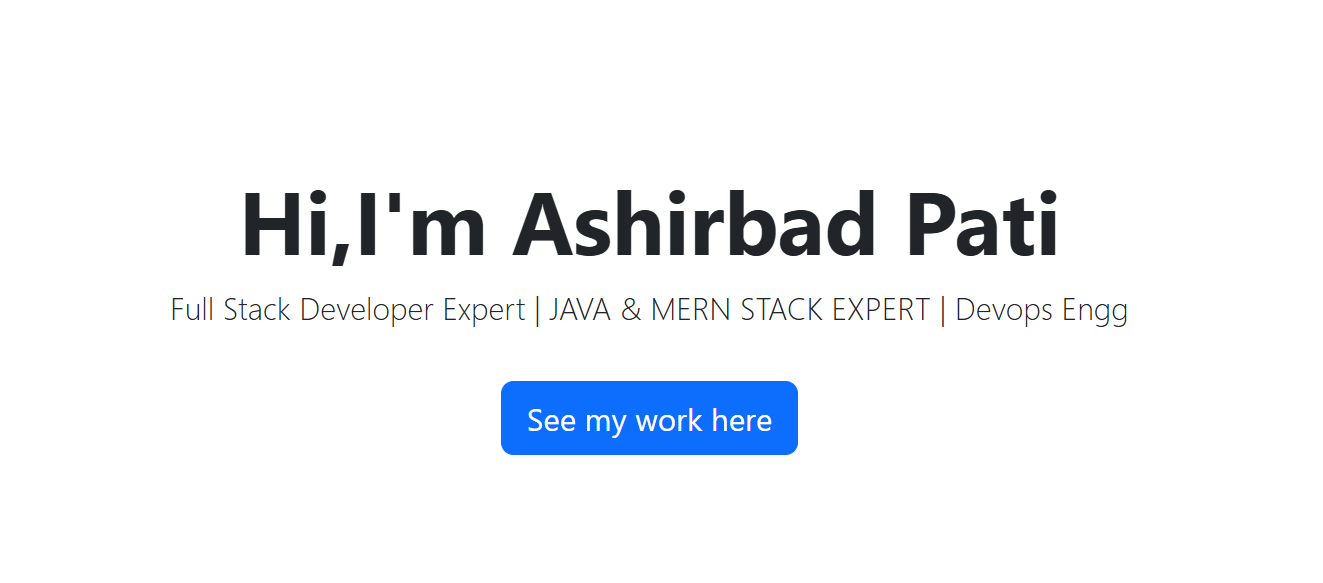 Hi,I'm Ashirbad Pati
Full Stack Developer Expert | JAVA & MERN STACK EXPERT | Devops Engg
See my work here